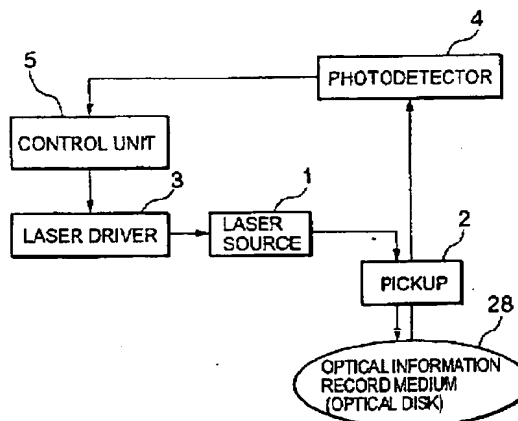 4
PHOTODETECTOR
5
CONTROL UNIT
3
LASER DRIVER
1
LASER
SOURCE
2
PICKUP
28
OPTICAL INFORMATION
RECORD MEDIUM
(OPTICAL DISK)